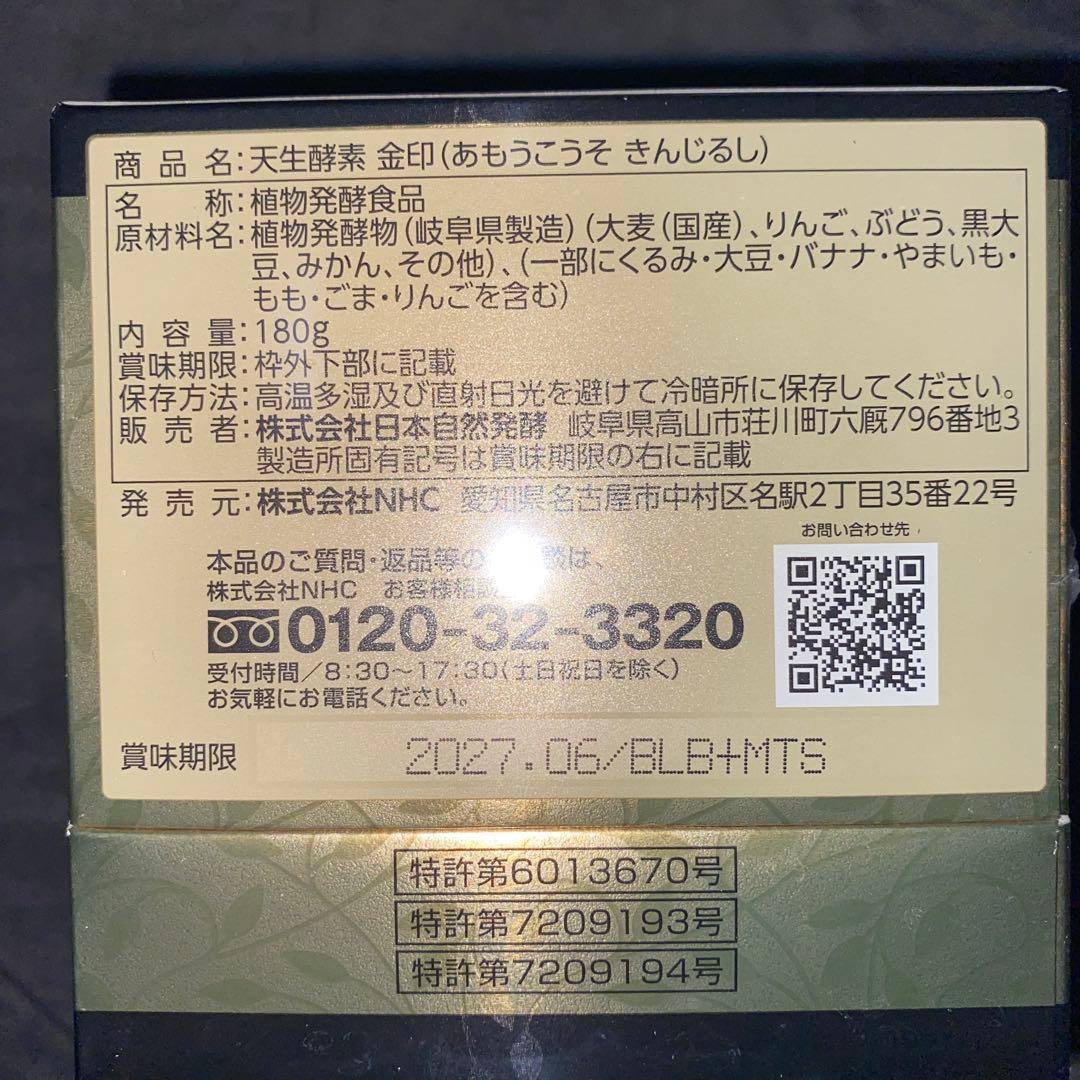 商品名:天生酵素 金印(あもうこうそ きんじるし)
名称:植物発酵食品
原材料名:植物発酵物(岐阜県製造)(大麦(国産)、りんご、ぶどう、黒大
豆、みかん、その他)、(一部にくるみ・大豆・バナナ・やまいも・
もも・ごま・りんごを含む)
内容量:180g
賞味期限:枠外下部に記載
保存方法:高温多湿及び直射日光を避けて冷暗所に保存してください。
販売者:株式会社日本自然発酵 岐阜県高山市荘川町六厩796番地3
製造所固有記号は賞味期限の右に記載
発売元:株式会社NHC 愛知県名古屋市中村区名駅2丁目35番22号
お問い合わせ先
本品のご質問・返品等の 談は、
株式会社NHC お客様相談
0120-32-3320
受付時間/8:30〜17:30(土日祝日を除く)
お気軽にお電話ください。
賞味期限 2027.06/BLB+MTS
特許第6013670号
特許第7209193号
特許第7209194号